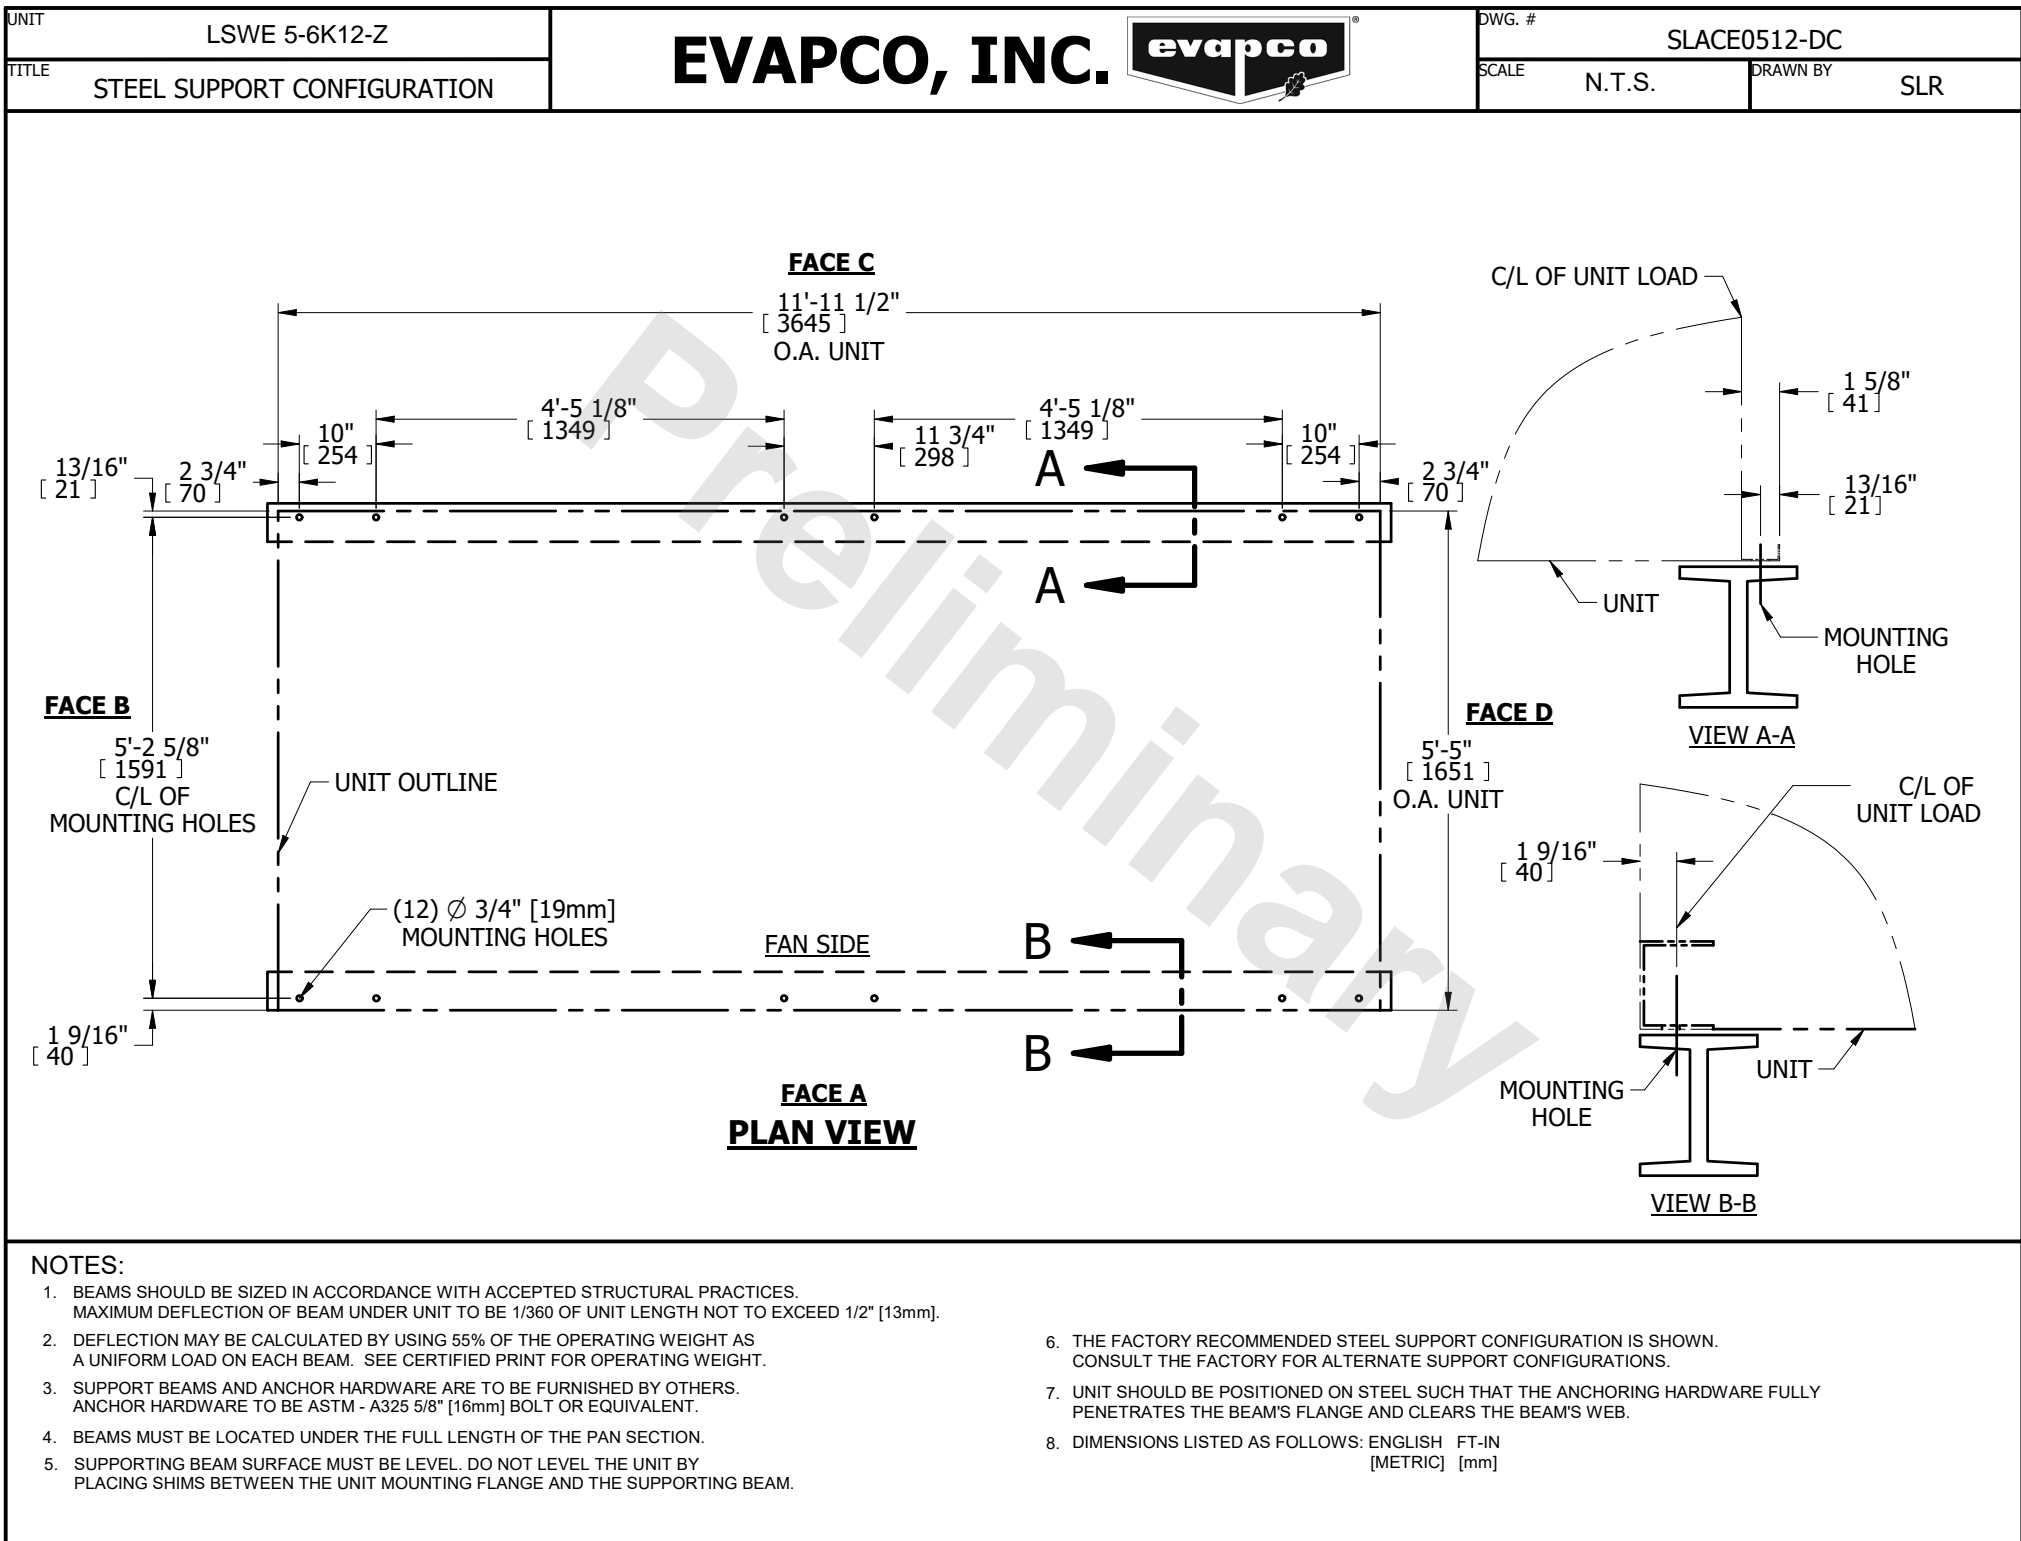 UNIT
LSWE 5-6K12-Z
TITLE
STEEL SUPPORT CONFIGURATION
EVAPCO, INC.
evapco
®
DWG. #
SLACE0512-DC
SCALE
N.T.S.
DRAWN BY
SLR
FACE C
11'-11 1/2"
[ 3645 ]
O.A. UNIT
4'-5 1/8"
[ 1349 ]
4'-5 1/8"
[ 1349 ]
10"
[ 254 ]
11 3/4"
[ 298 ]
10"
[ 254 ]
13/16"
[ 21 ]
2 3/4"
[ 70 ]
2 3/4"
[ 70 ]
A
A
FACE B
5'-2 5/8"
[ 1591 ]
C/L OF
MOUNTING HOLES
UNIT OUTLINE
FACE D
5'-5"
[ 1651 ]
O.A. UNIT
(12) Ø 3/4" [19mm]
MOUNTING HOLES
FAN SIDE
B
B
1 9/16"
[ 40 ]
FACE A
PLAN VIEW
Preliminary
C/L OF UNIT LOAD
1 5/8"
[ 41]
13/16"
[ 21]
UNIT
MOUNTING
HOLE
VIEW A-A
C/L OF
UNIT LOAD
1 9/16"
[ 40]
UNIT
MOUNTING
HOLE
VIEW B-B
NOTES:
1. BEAMS SHOULD BE SIZED IN ACCORDANCE WITH ACCEPTED STRUCTURAL PRACTICES.
MAXIMUM DEFLECTION OF BEAM UNDER UNIT TO BE 1/360 OF UNIT LENGTH NOT TO EXCEED 1/2" [13mm].
2. DEFLECTION MAY BE CALCULATED BY USING 55% OF THE OPERATING WEIGHT AS
A UNIFORM LOAD ON EACH BEAM. SEE CERTIFIED PRINT FOR OPERATING WEIGHT.
3. SUPPORT BEAMS AND ANCHOR HARDWARE ARE TO BE FURNISHED BY OTHERS.
ANCHOR HARDWARE TO BE ASTM - A325 5/8" [16mm] BOLT OR EQUIVALENT.
4. BEAMS MUST BE LOCATED UNDER THE FULL LENGTH OF THE PAN SECTION.
5. SUPPORTING BEAM SURFACE MUST BE LEVEL. DO NOT LEVEL THE UNIT BY
PLACING SHIMS BETWEEN THE UNIT MOUNTING FLANGE AND THE SUPPORTING BEAM.
6. THE FACTORY RECOMMENDED STEEL SUPPORT CONFIGURATION IS SHOWN.
CONSULT THE FACTORY FOR ALTERNATE SUPPORT CONFIGURATIONS.
7. UNIT SHOULD BE POSITIONED ON STEEL SUCH THAT THE ANCHORING HARDWARE FULLY
PENETRATES THE BEAM'S FLANGE AND CLEARS THE BEAM'S WEB.
8. DIMENSIONS LISTED AS FOLLOWS: ENGLISH FT-IN
[METRIC] [mm]